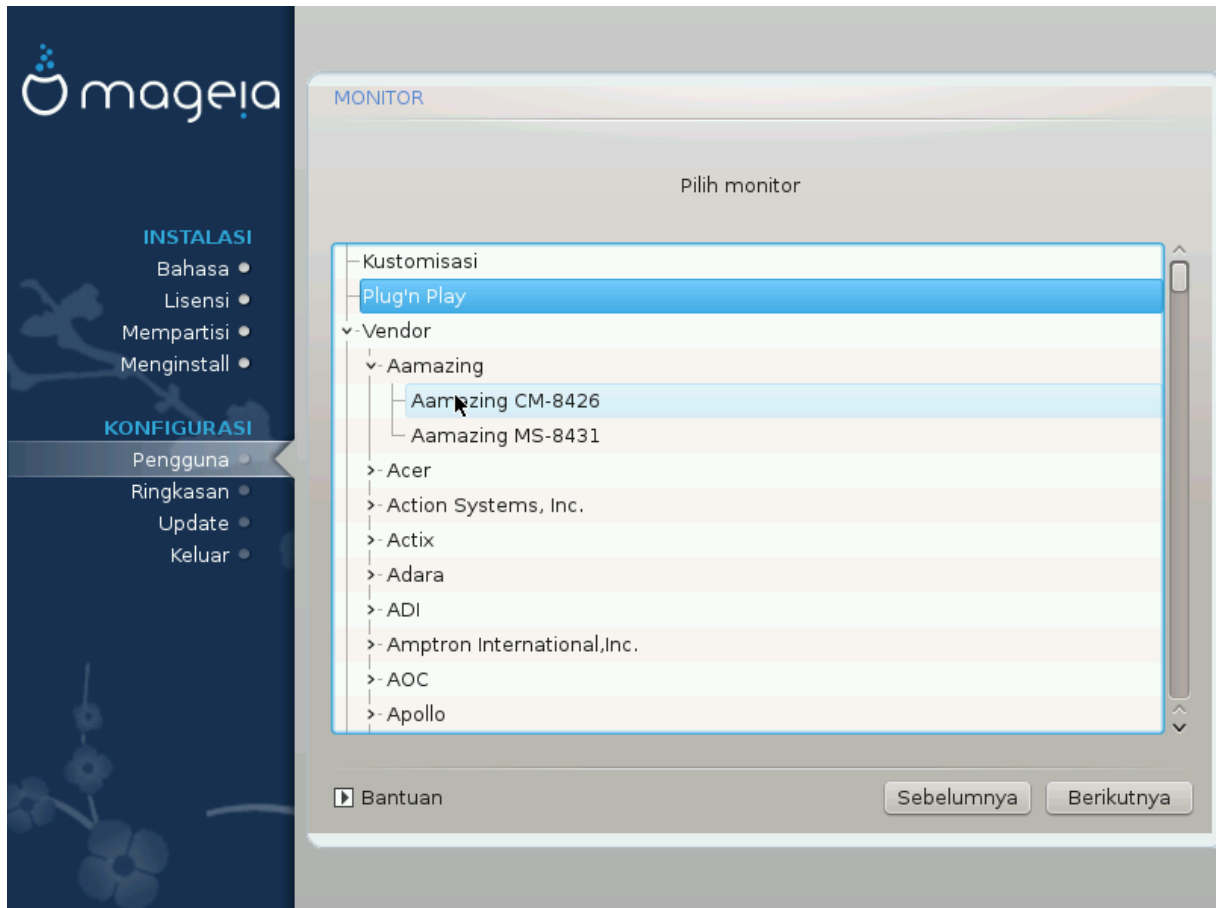 mageia
INSTALASI
Bahasa
Lisensi
Mempartisi
Menginstall
KONFIGURASI
Pengguna
Ringkasan
Update
Keluar
MONITOR
Pilih monitor
Kustomisasi
Plug'n Play
Vendor
Aamazing
Aamazing CM-8426
Aamazing MS-8431
Acer
Action Systems, Inc.
Actix
Adara
ADI
Amptron International,Inc.
AOC
Apollo
Bantuan
Sebelumnya
Berikutnya